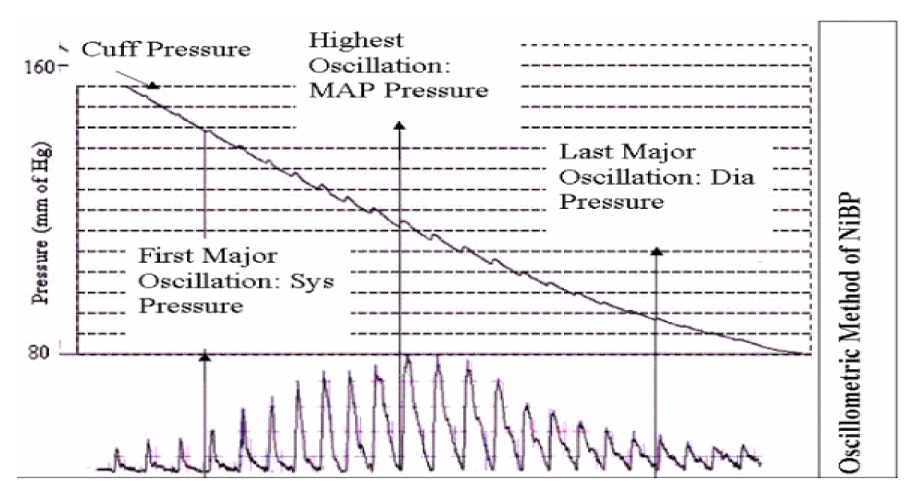 Cuff Pressure
160
Highest
Oscillation:
MAP Pressure
Last Major
Oscillation: Dia
Pressure
Pressure (mm of Hg)
First Major
Oscillation: Sys
Pressure
80
Oscillometric Method of NiBP